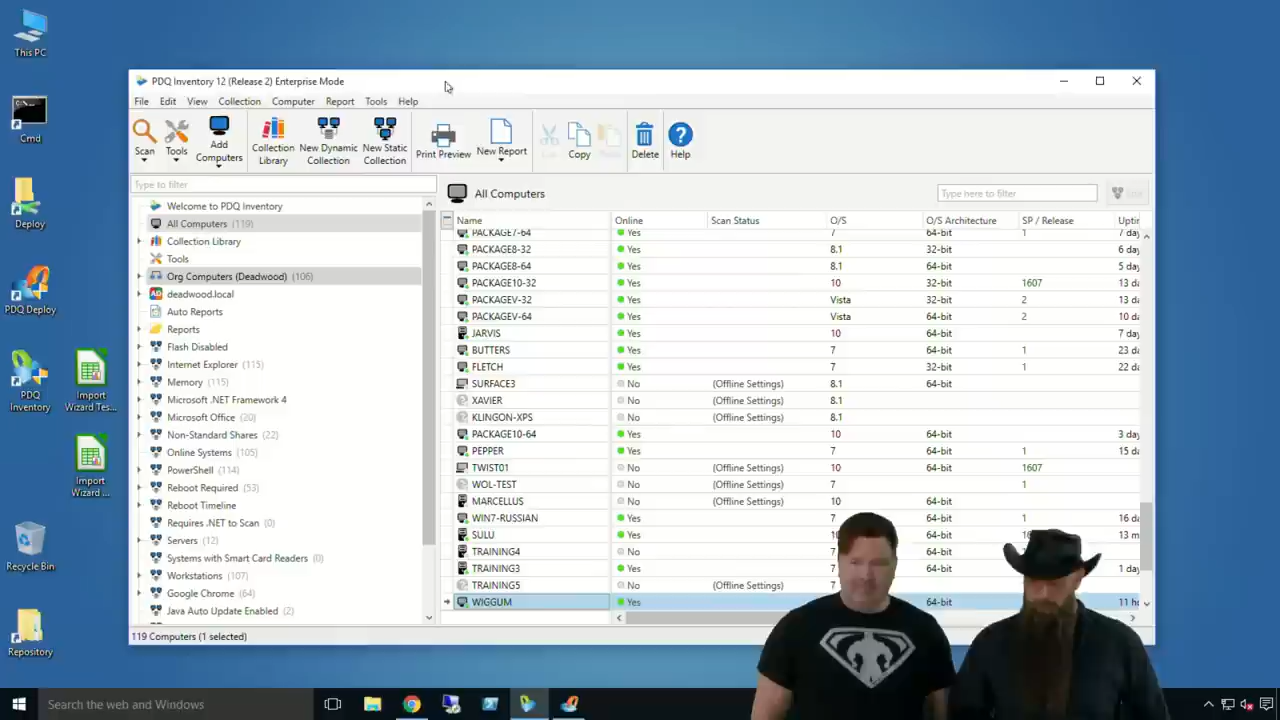 This PC
Cmd
Deploy
PDQ Deploy
PDQ
Inventory
Import
Wizard Tes...
Import
Wizard ...
Recycle Bin
Repository
PDQ Inventory 12 (Release 2) Enterprise Mode
File Edit View Collection Computer Report Tools Help
Scan
Tools
Add
Computers
Collection
Library
New Dynamic
Collection
New Static
Collection
Print Preview
New Report
Copy
Delete
Help
Type to filter
Welcome to PDQ Inventory
All Computers (119)
Collection Library
Tools
Org Computers (Deadwood) (106)
AD deadwood.local
Auto Reports
Reports
Flash Disabled
Internet Explorer (115)
Memory (115)
Microsoft .NET Framework 4
Microsoft Office (20)
Non-Standard Shares (22)
Online Systems (105)
PowerShell (114)
Reboot Required (53)
Reboot Timeline
Requires .NET to Scan (0)
Servers (12)
Systems with Smart Card Readers (0)
Workstations (107)
Google Chrome (64)
Java Auto Update Enabled (2)
All Computers
Type here to filter
Name Online Scan Status O/S O/S Architecture SP / Release Uptir
PACKAGE7-64 Yes 7 64-bit 1 7 day
PACKAGE8-32 Yes 8.1 32-bit 6 day
PACKAGE8-64 Yes 8.1 64-bit 5 day
PACKAGE10-32 Yes 10 32-bit 1607 13 d
PACKAGEV-32 Yes Vista 32-bit 2 13 d
PACKAGEV-64 Yes Vista 64-bit 2 10 d
JARVIS Yes 10 64-bit 7 day
BUTTERS Yes 7 64-bit 1 23 d
FLETCH Yes 7 32-bit 1 22 d
SURFACE3 No (Offline Settings) 8.1 64-bit
XAVIER No (Offline Settings) 8.1
KLINGON-XPS No (Offline Settings) 8.1
PACKAGE10-64 Yes 10 64-bit 3 day
PEPPER Yes 7 64-bit 1 15 d
TWIST01 No (Offline Settings) 10 64-bit 1607
WOL-TEST No (Offline Settings) 7 1
MARCELLUS No (Offline Settings) 10 64-bit
WIN7-RUSSIAN Yes 7 64-bit 1 16 d
SULU Yes 64-bit 13 m
TRAINING4 No 64-bit
TRAINING3 Yes 64-bit 1 day
TRAINING5 No (Offline Settings)
WIGGUM Yes 64-bit 11 h
119 Computers (1 selected)
Search the web and Windows